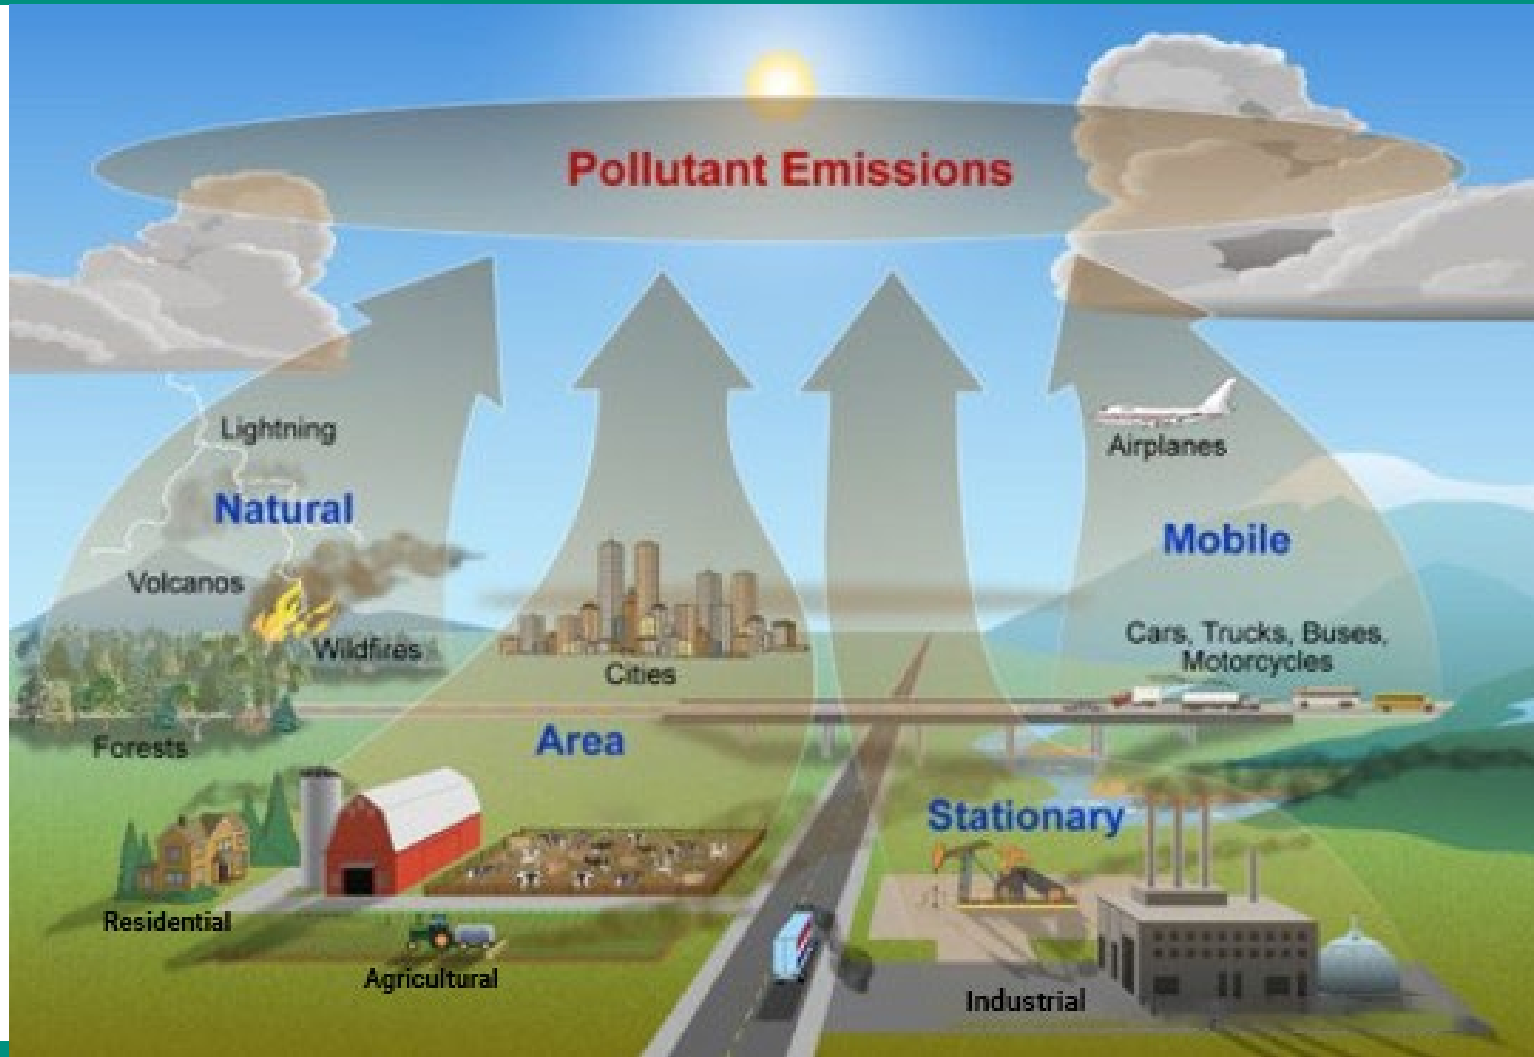 Pollutant Emissions
Lightning
Natural
Volcanos
Wildfires
Forests
Cities
Area
Residential
Agricultural
Airplanes
Mobile
Cars, Trucks, Buses,
Motorcycles
Stationary
Industrial